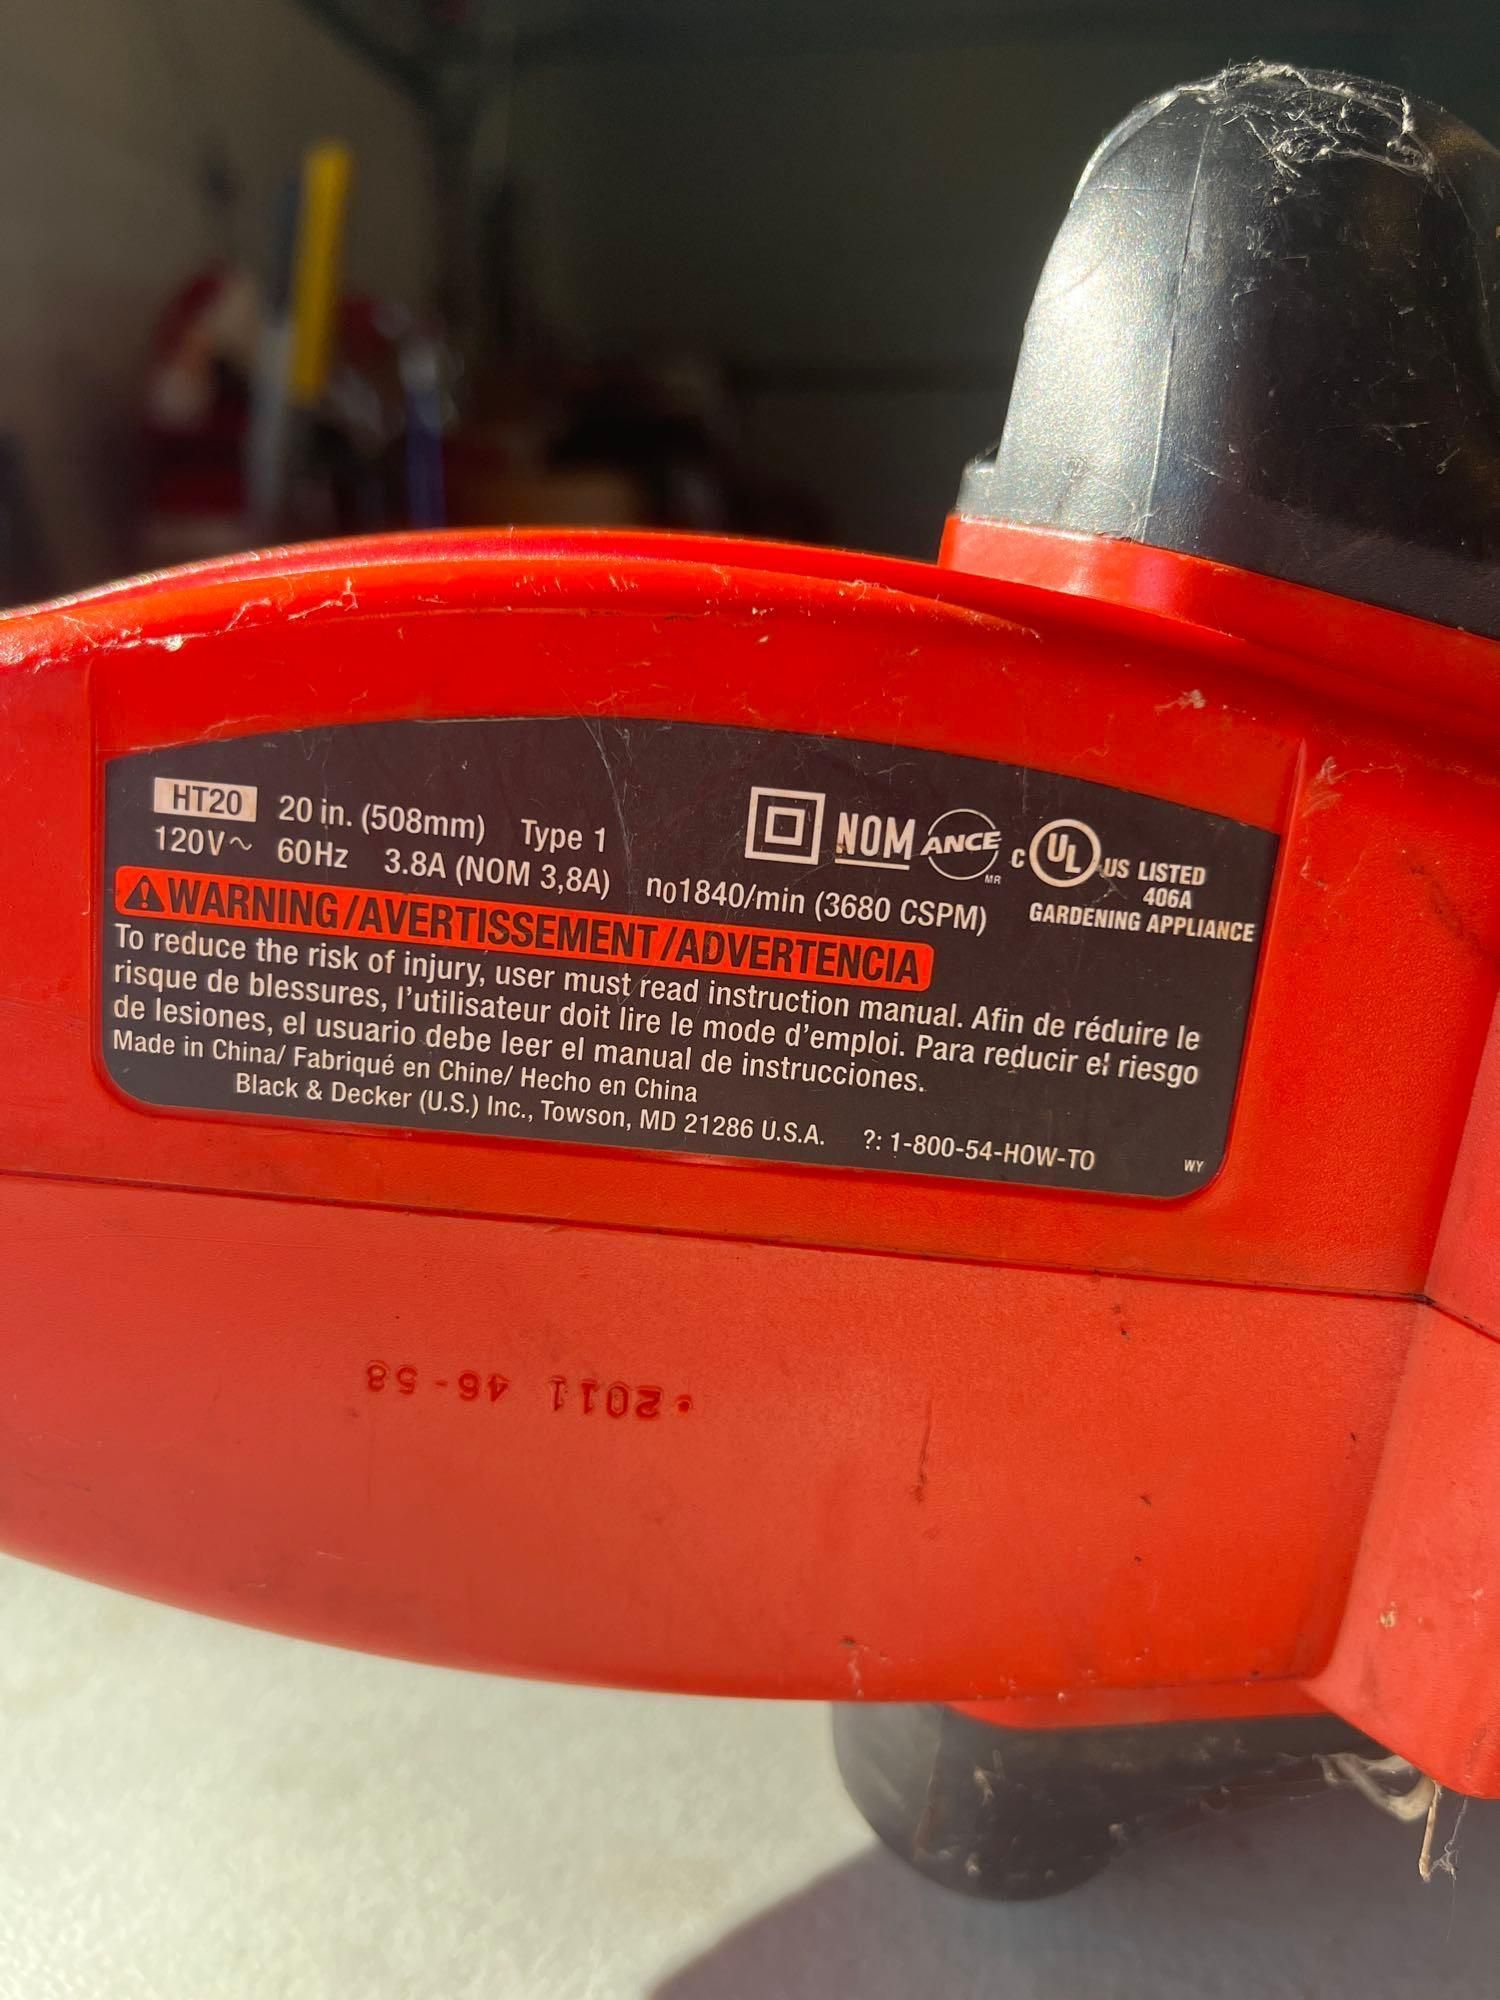 HT20 20 in. (508mm) Type 1
120V~ 60Hz 3.8A (NOM 3,8A) n01840/min (3680 CSPM)
NOM ANCE MR C UL US LISTED
406A
GARDENING APPLIANCE
WARNING/AVERTISSEMENT/ADVERTENCIA
To reduce the risk of injury, user must read instruction manual. Afin de réduire le
risque de blessures, l'utilisateur doit lire le mode d'emploi. Para reducir el riesgo
de lesiones, el usuario debe leer el manual de instrucciones.
Made in China/ Fabriqué en Chine/ Hecho en China
Black & Decker (U.S.) Inc., Towson, MD 21286 U.S.A. ?: 1-800-54-HOW-TO
WY
2011 46-58